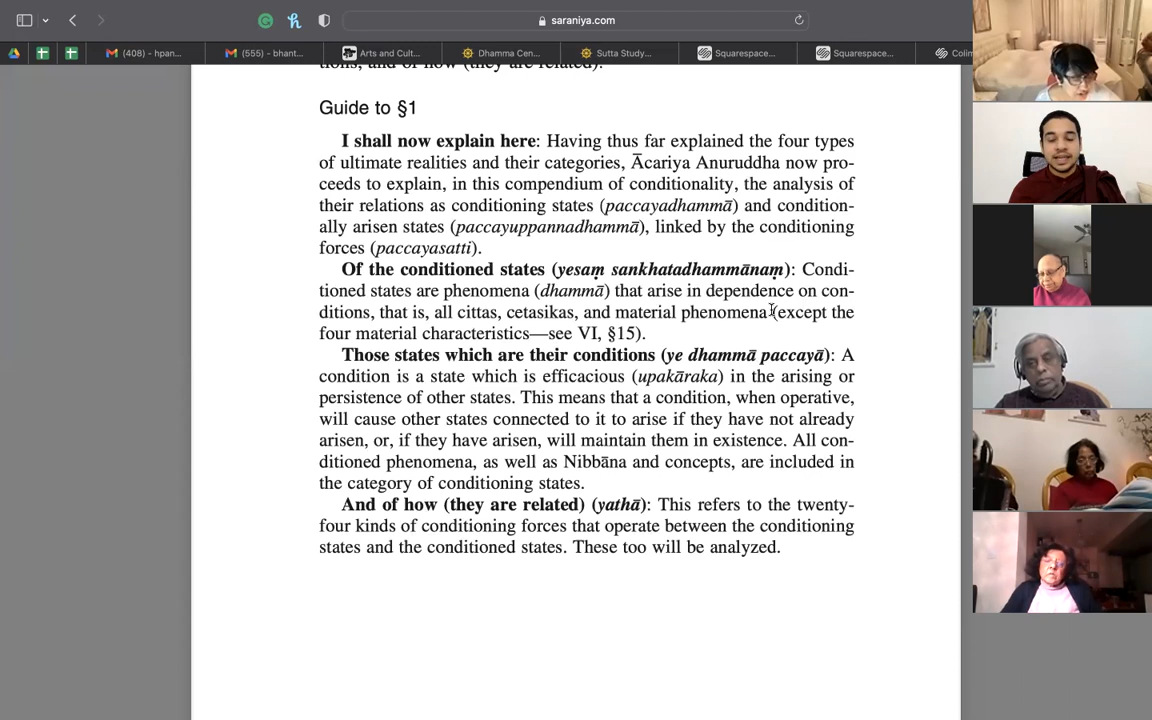 saraniya.com
(408) - hpan...
(555) - bhant...
Arts and Cult...
Dhamma Cen...
Sutta Study...
Squarespace...
Squarespace...
Colim
tions, and of how (they are related).
Guide to §1
I shall now explain here: Having thus far explained the four types
of ultimate realities and their categories, Ācariya Anuruddha now pro-
ceeds to explain, in this compendium of conditionality, the analysis of
their relations as conditioning states (paccayadhammā) and condition-
ally arisen states (paccayuppannadhammā), linked by the conditioning
forces (paccayasatti).
Of the conditioned states (yesaṃ sankhatadhammānaṃ): Condi-
tioned states are phenomena (dhammā) that arise in dependence on con-
ditions, that is, all cittas, cetasikas, and material phenomena (except the
four material characteristics—see VI, §15).
Those states which are their conditions (ye dhammā paccayā): A
condition is a state which is efficacious (upakāraka) in the arising or
persistence of other states. This means that a condition, when operative,
will cause other states connected to it to arise if they have not already
arisen, or, if they have arisen, will maintain them in existence. All con-
ditioned phenomena, as well as Nibbāna and concepts, are included in
the category of conditioning states.
And of how (they are related) (yathā): This refers to the twenty-
four kinds of conditioning forces that operate between the conditioning
states and the conditioned states. These too will be analyzed.